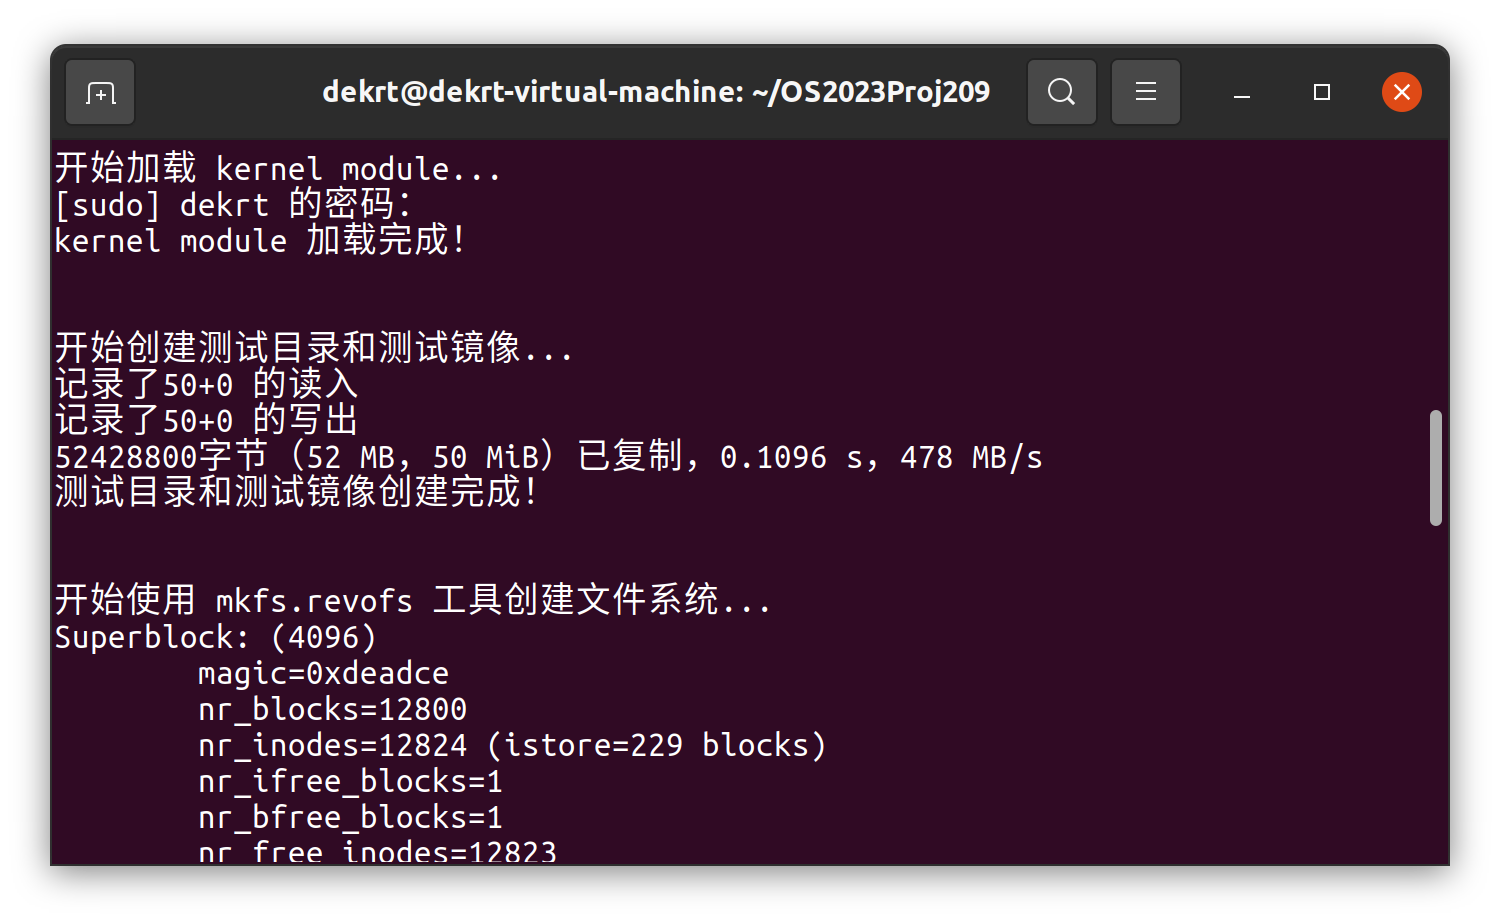 dekrt@dekrt-virtual-machine: ~/OS2023Proj209
开始加载 kernel module...
[sudo] dekrt 的密码：
kernel module 加载完成！
开始创建测试目录和测试镜像...
记录了50+0 的读入
记录了50+0 的写出
52428800字节（52 MB，50 MiB）已复制，0.1096 s，478 MB/s
测试目录和测试镜像创建完成！
开始使用 mkfs.revofs 工具创建文件系统...
Superblock: (4096)
magic=0xdeadce
nr_blocks=12800
nr_inodes=12824 (istore=229 blocks)
nr_ifree_blocks=1
nr_bfree_blocks=1
nr_free_inodes=12823